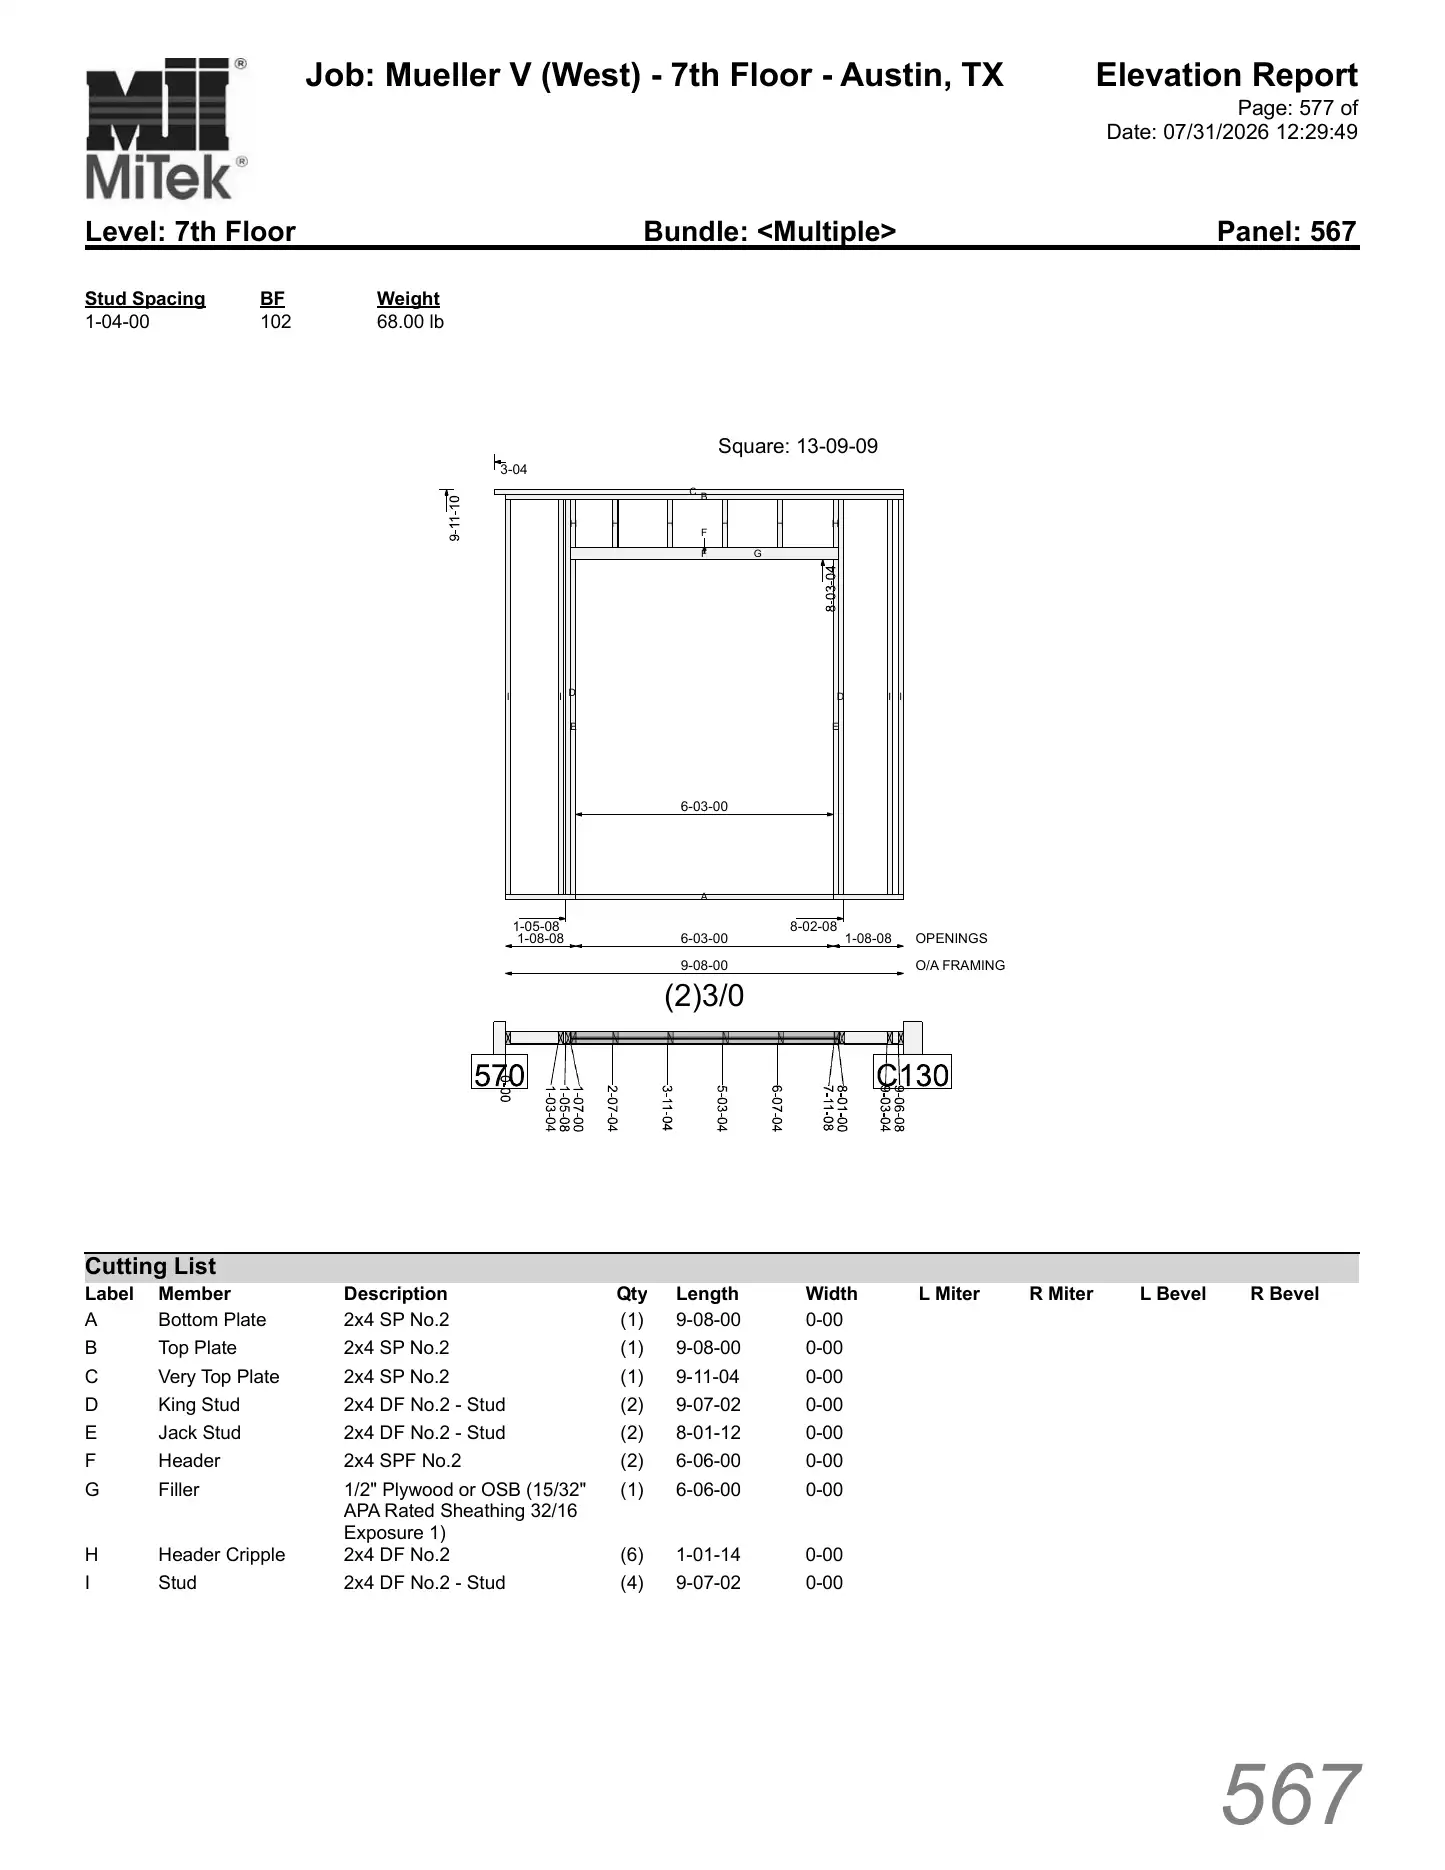 MiTek®
Job: Mueller V (West) - 7th Floor - Austin, TX
Elevation Report
Page: 577 of
Date: 07/31/2026 12:29:49
Level: 7th Floor Bundle: <Multiple> Panel: 567
Stud Spacing BF Weight
1-04-00 102 68.00 lb
Square: 13-09-09
3-04
9-11-10
C
B
H H
F
F G
8-03-04
I I D D I I
E E
6-03-00
A
1-05-08 8-02-08
1-08-08 6-03-00 1-08-08 OPENINGS
9-08-00 O/A FRAMING
(2)3/0
570 C130
0-00 1-03-04 1-05-08 1-07-00 2-07-04 3-11-04 5-03-04 6-07-04 7-11-08 8-01-00 9-03-04 9-06-08
Cutting List
Label Member Description Qty Length Width L Miter R Miter L Bevel R Bevel
A Bottom Plate 2x4 SP No.2 (1) 9-08-00 0-00
B Top Plate 2x4 SP No.2 (1) 9-08-00 0-00
C Very Top Plate 2x4 SP No.2 (1) 9-11-04 0-00
D King Stud 2x4 DF No.2 - Stud (2) 9-07-02 0-00
E Jack Stud 2x4 DF No.2 - Stud (2) 8-01-12 0-00
F Header 2x4 SPF No.2 (2) 6-06-00 0-00
G Filler 1/2" Plywood or OSB (15/32" (1) 6-06-00 0-00
APA Rated Sheathing 32/16
Exposure 1)
H Header Cripple 2x4 DF No.2 (6) 1-01-14 0-00
I Stud 2x4 DF No.2 - Stud (4) 9-07-02 0-00
567